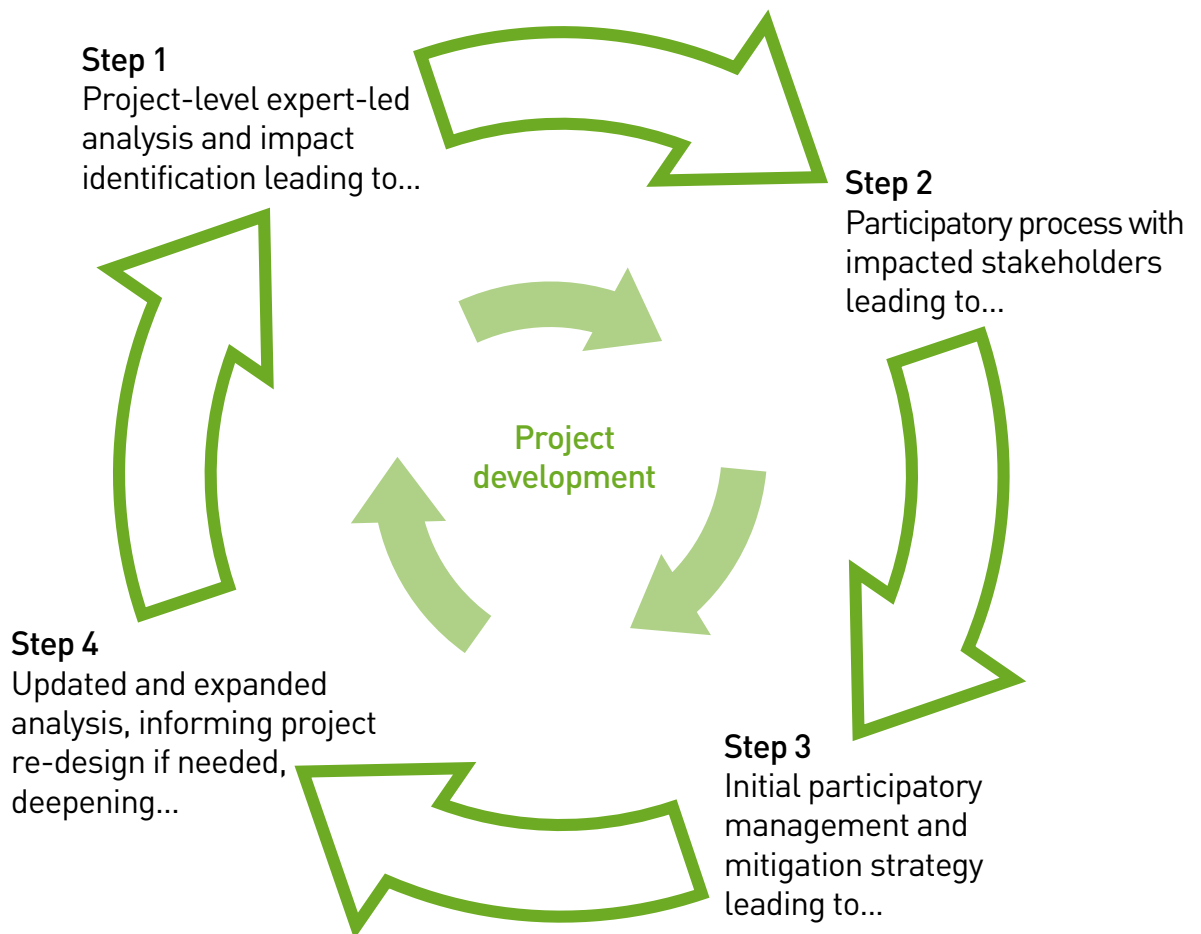 Step 1
Project-level expert-led
analysis and impact
identification leading to...
Step 2
Participatory process with
impacted stakeholders
leading to...
Project
development
Step 3
Initial participatory
management and
mitigation strategy
leading to...
Step 4
Updated and expanded
analysis, informing project
re-design if needed,
deepening...